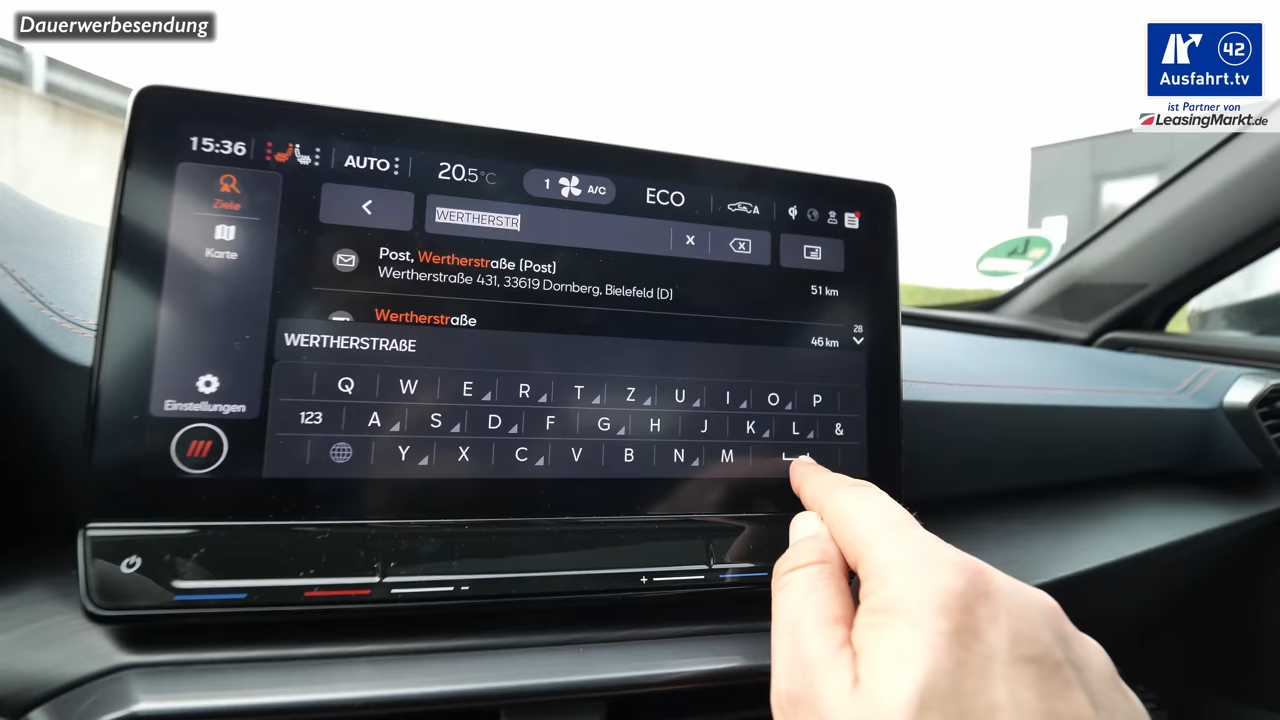 Dauerwerbesendung
42
Ausfahrt.tv
ist Partner von
LeasingMarkt.de
15:36 AUTO 20.5°C 1 A/C ECO A
Ziele
WERTHERSTR X
Karte
Post, Wertherstraße (Post)
Wertherstraße 431, 33619 Dornberg, Bielefeld (D) 51 km
Wertherstraße 28
46 km
WERTHERSTRAßE
Q W E R T Z U I O P
Einstellungen
123 A S D F G H J K L &
Y X C V B N M
+
-